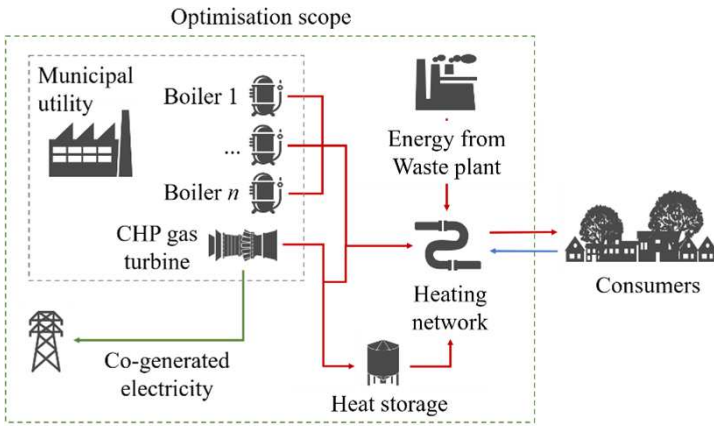 Optimisation scope
Municipal
utility
Boiler 1
...
Boiler n
CHP gas
turbine
Energy from
Waste plant
Heating
network
Consumers
Co-generated
electricity
Heat storage